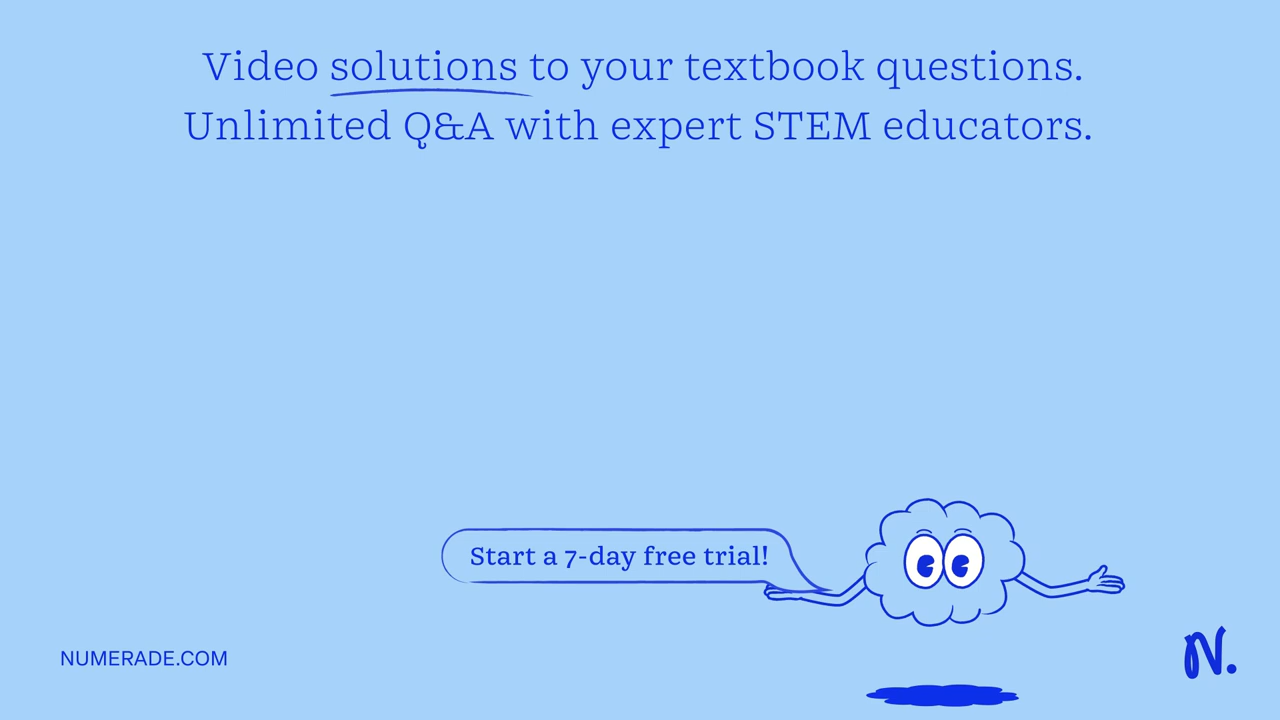 Video solutions to your textbook questions.
Unlimited Q&A with expert STEM educators.
Start a 7-day free trial!
NUMERADE.COM
N.